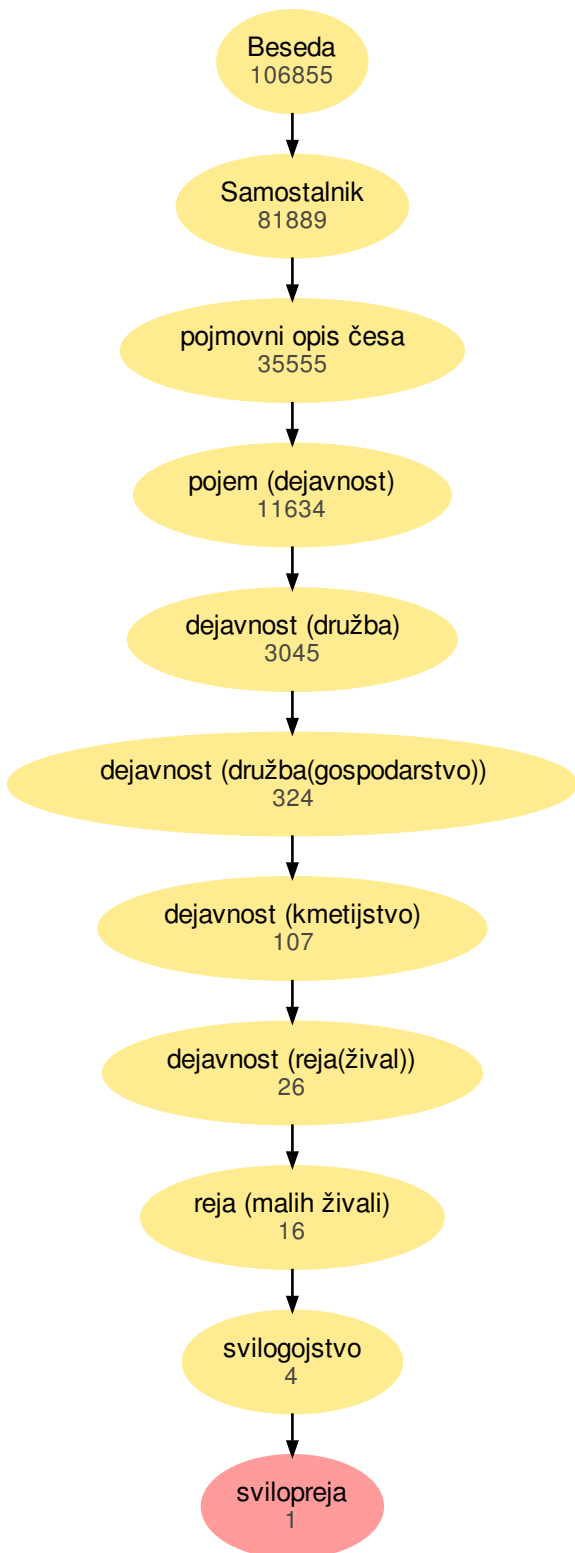 Beseda
106855
Samostalnik
81889
pojmovni opis česa
35555
pojem (dejavnost)
11634
dejavnost (družba)
3045
dejavnost (družba(gospodarstvo))
324
dejavnost (kmetijstvo)
107
dejavnost (reja(žival))
26
reja (malih živali)
16
svilogojstvo
4
svilopreja
1